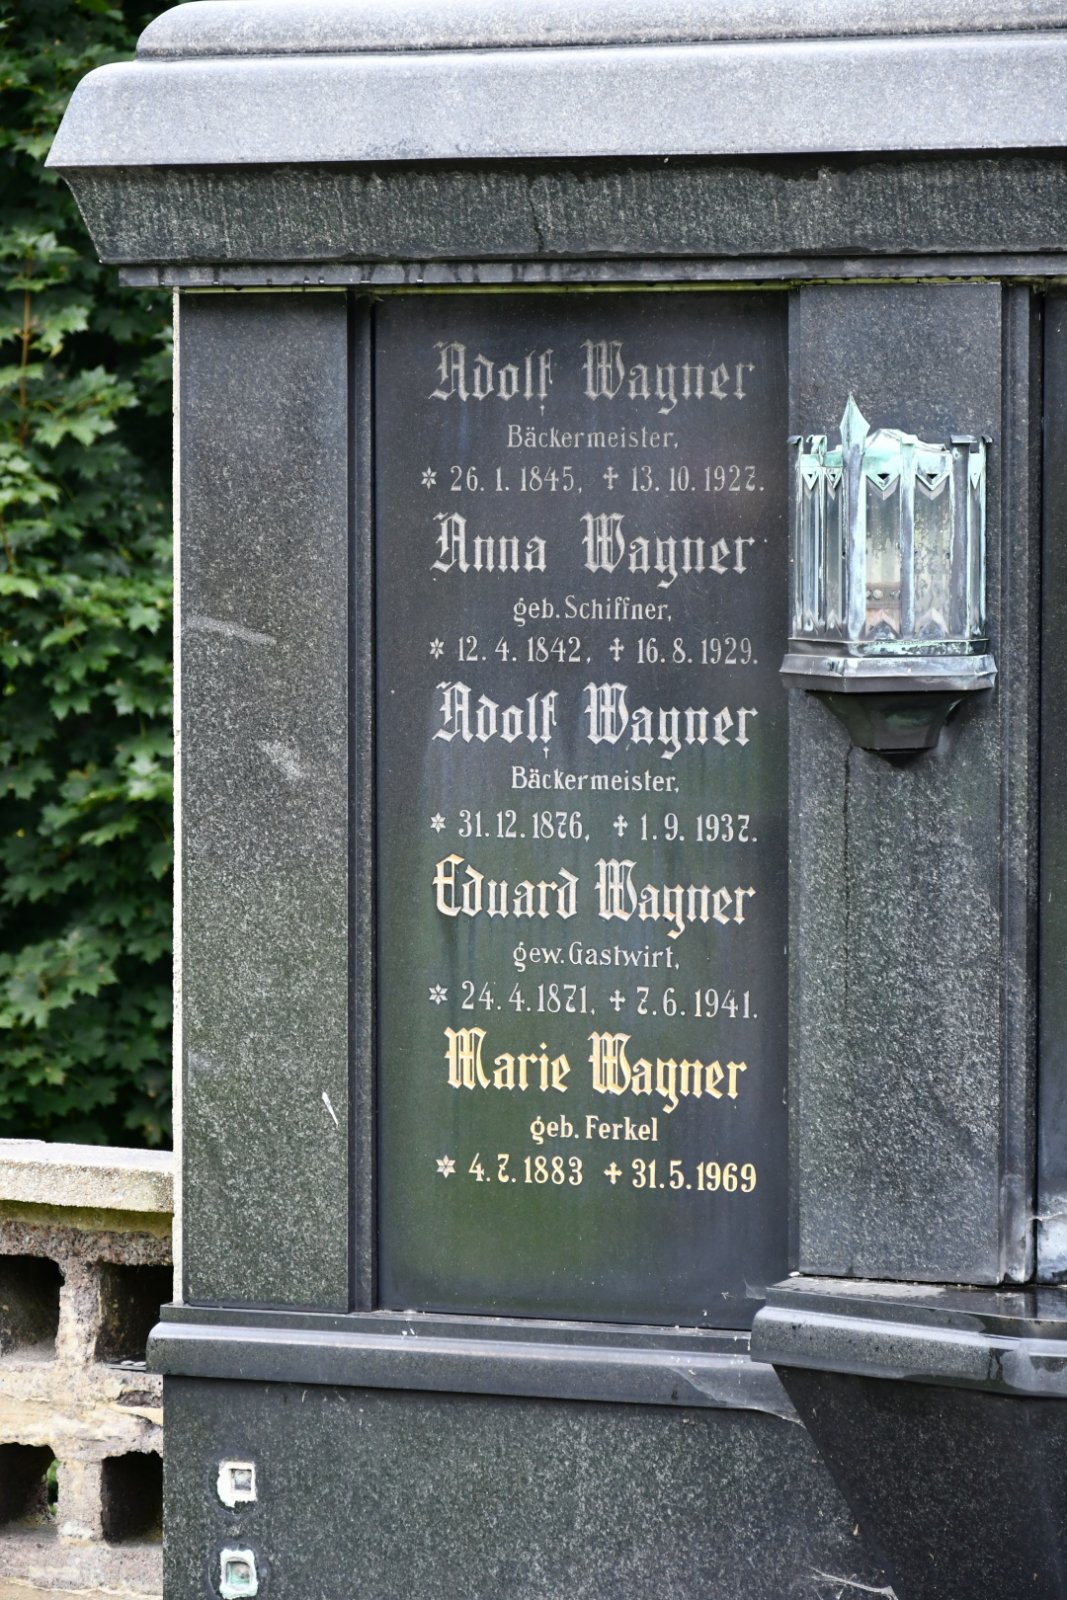 Adolf Wagner
Bäckermeister,
* 26. 1. 1845, ✝ 13. 10. 1927.
Anna Wagner
geb. Schiffner,
* 12. 4. 1842, ✝ 16. 8. 1929.
Adolf Wagner
Bäckermeister,
* 31. 12. 1876, ✝ 1. 9. 1937.
Eduard Wagner
gew. Gastwirt,
* 24. 4. 1871, ✝ 7. 6. 1941.
Marie Wagner
geb. Ferkel
* 4. 7. 1883 ✝ 31. 5. 1969